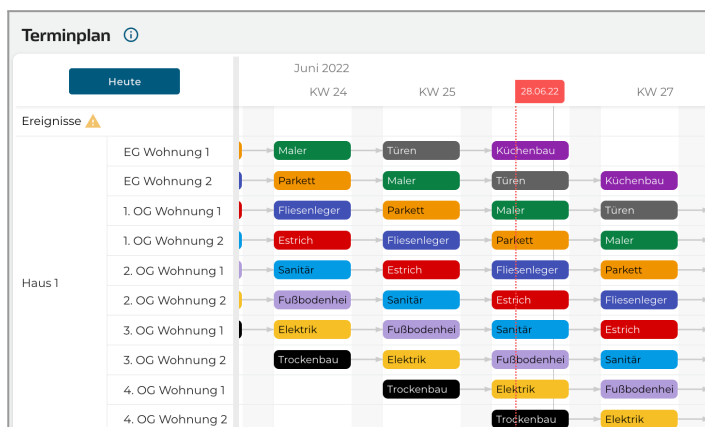 Terminplan
Juni 2022
Heute
KW 24 KW 25 28.06.22 KW 27
Ereignisse
EG Wohnung 1 Maler Türen Küchenbau
EG Wohnung 2 Parkett Maler Türen Küchenbau
1. OG Wohnung 1 Fliesenleger Parkett Maler Türen
1. OG Wohnung 2 Estrich Fliesenleger Parkett Maler
2. OG Wohnung 1 Sanitär Estrich Fliesenleger Parkett
Haus 1
2. OG Wohnung 2 Fußbodenhei Sanitär Estrich Fliesenleger
3. OG Wohnung 1 Elektrik Fußbodenhei Sanitär Estrich
3. OG Wohnung 2 Trockenbau Elektrik Fußbodenhei Sanitär
4. OG Wohnung 1 Trockenbau Elektrik Fußbodenhei
4. OG Wohnung 2 Trockenbau Elektrik